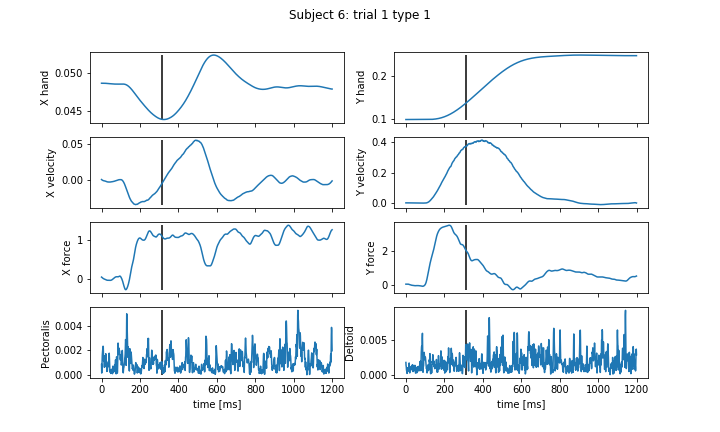 Subject 6: trial 1 type 1
X hand
0.050
0.045
Y hand
0.2
0.1
X velocity
0.05
0.00
Y velocity
0.4
0.2
0.0
X force
1
0
Y force
2
0
Pectoralis
0.004
0.002
0.000
0 200 400 600 800 1000 1200
time [ms]
Deltoid
0.005
0.000
0 200 400 600 800 1000 1200
time [ms]